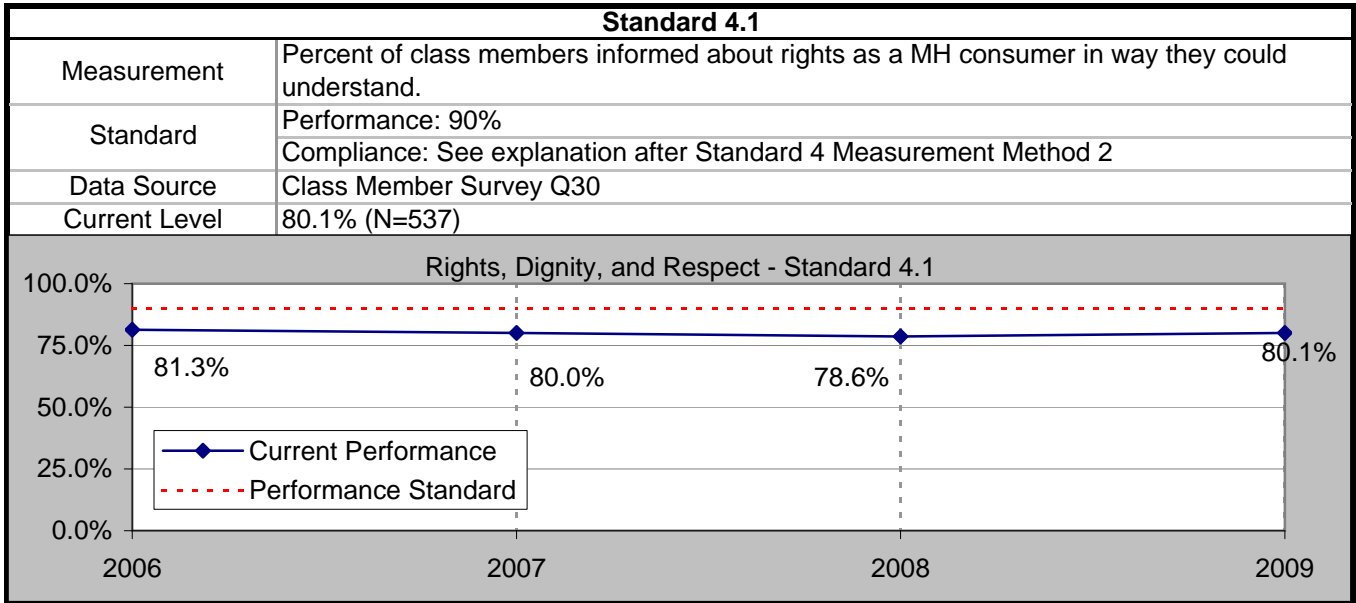 Standard 4.1
Measurement
Percent of class members informed about rights as a MH consumer in way they could
understand.
Standard
Performance: 90%
Compliance: See explanation after Standard 4 Measurement Method 2
Data Source
Class Member Survey Q30
Current Level
80.1% (N=537)
Rights, Dignity, and Respect - Standard 4.1
100.0%
75.0%
50.0%
25.0%
0.0%
81.3%
80.0%
78.6%
80.1%
Current Performance
Performance Standard
2006
2007
2008
2009